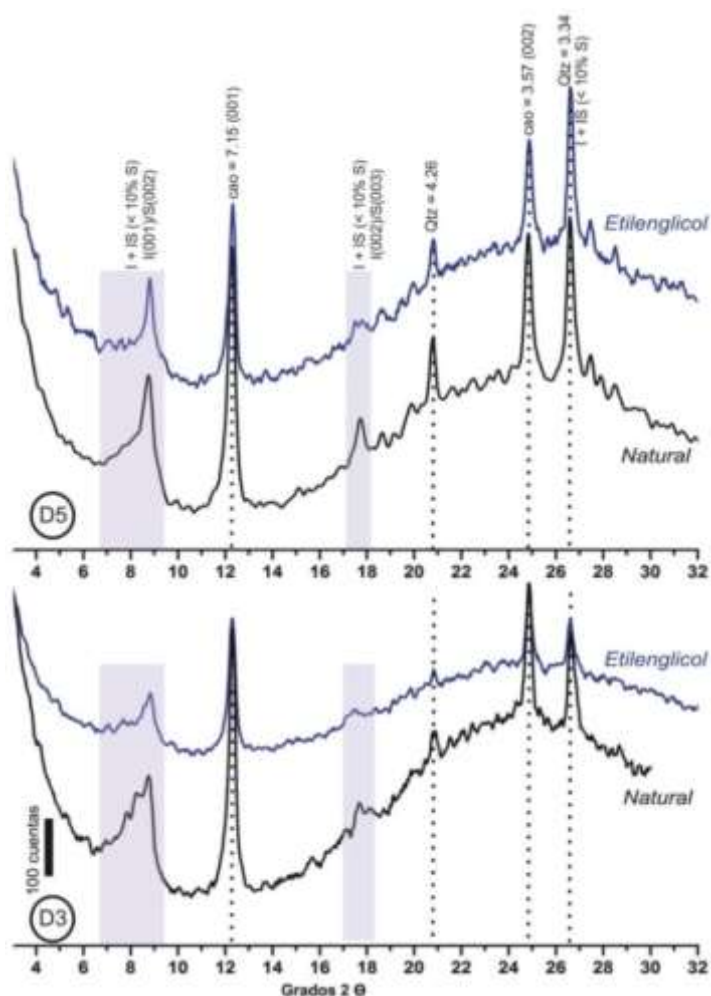 I + IS (< 10% S)
I(001)/S(002)
cao = 7.15 (001)
I + IS (< 10% S)
I(002)/S(003)
Qtz = 4.26
cao = 3.57 (002)
Qtz = 3.34
I + IS (< 10% S)
Etilenglicol
Natural
D5
4 6 8 10 12 14 16 18 20 22 24 26 28 30 32
Etilenglicol
Natural
100 cuentas
D3
4 6 8 10 12 14 16 18 20 22 24 26 28 30 32
Grados 2 Θ